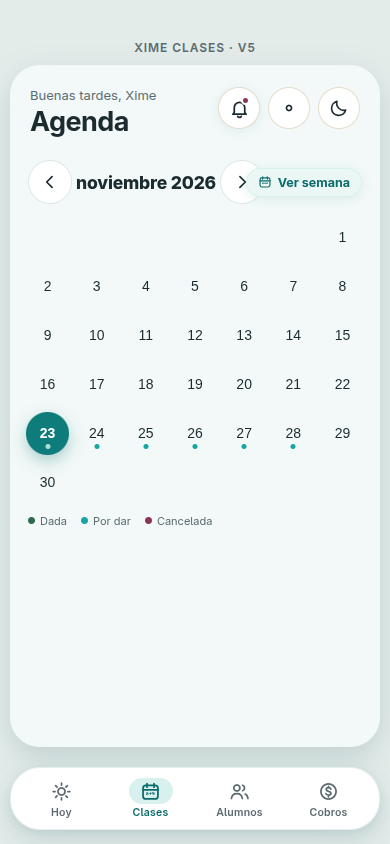 XIME CLASES · V5
Buenas tardes, Xime
Agenda
noviembre 2026
Ver semana
1
2 3 4 5 6 7 8
9 10 11 12 13 14 15
16 17 18 19 20 21 22
23 24 25 26 27 28 29
30
Dada Por dar Cancelada
Hoy Clases Alumnos Cobros